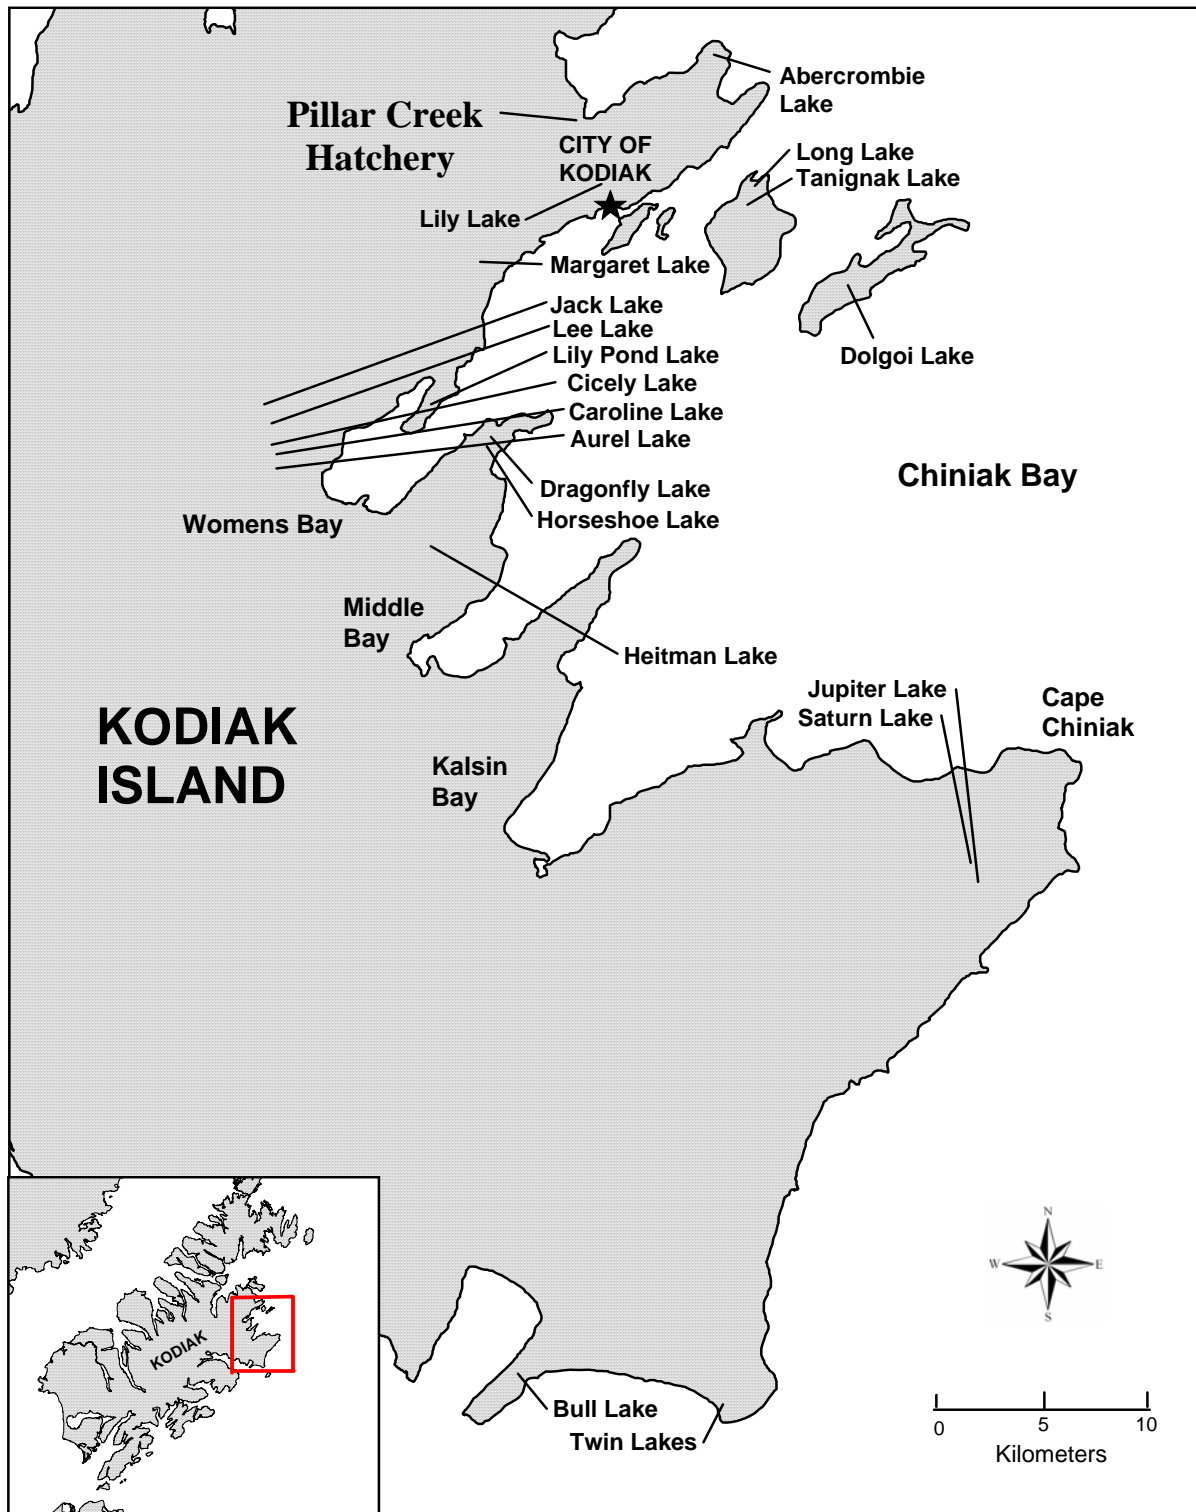 Abercrombie
Lake
Pillar Creek
Hatchery
CITY OF
KODIAK
Long Lake
Tanignak Lake
Lily Lake
Margaret Lake
Jack Lake
Lee Lake
Lily Pond Lake
Cicely Lake
Caroline Lake
Aurel Lake
Dolgoi Lake
Chiniak Bay
Dragonfly Lake
Horseshoe Lake
Womens Bay
Middle
Bay
Heitman Lake
Jupiter Lake
Saturn Lake
Cape
Chiniak
KODIAK
ISLAND
Kalsin
Bay
N
W
E
S
KODIAK
Bull Lake
Twin Lakes
0
5
10
Kilometers